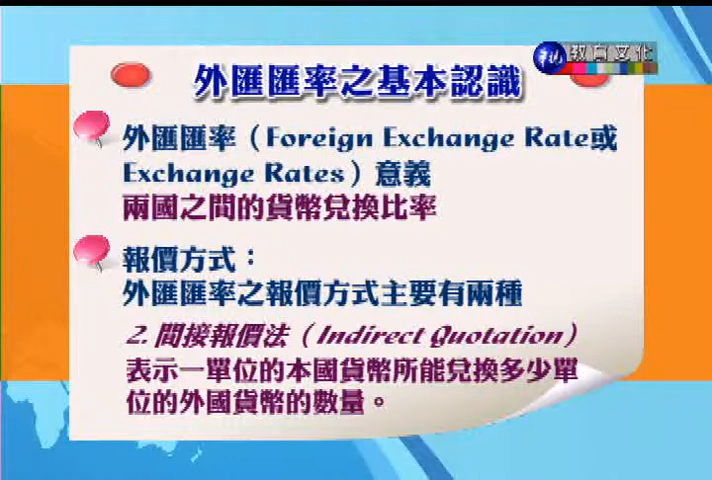 教育文化
外匯匯率之基本認識
外匯匯率（Foreign Exchange Rate或
Exchange Rates）意義
兩國之間的貨幣兌換比率
報價方式：
外匯匯率之報價方式主要有兩種
2. 間接報價法（Indirect Quotation）
表示一單位的本國貨幣所能兌換多少單
位的外國貨幣的數量。